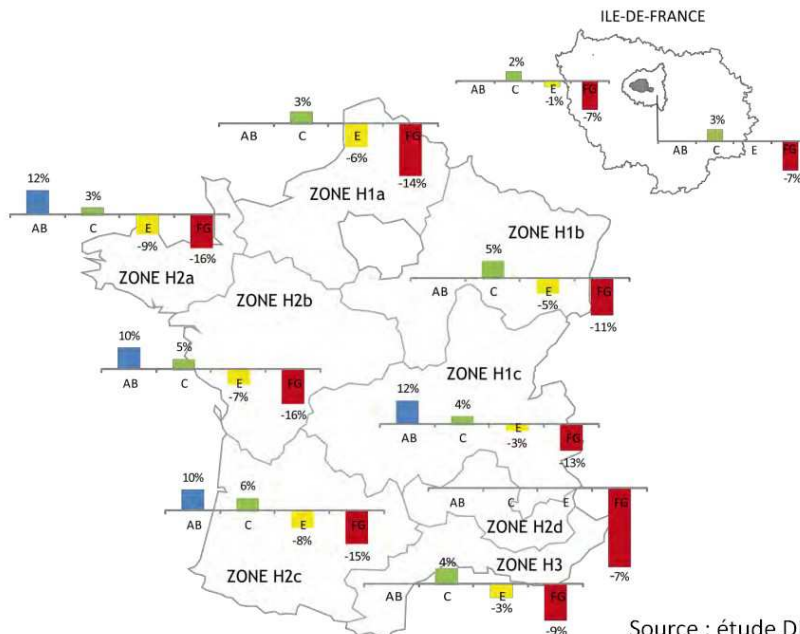 ILE-DE-FRANCE
2%
AB C E FG
-1%
-7%
3%
AB C E FG
-7%
3%
AB C E FG
-6%
-14%
ZONE H1a
12%
3%
AB C E FG
-9%
-16%
ZONE H2a
ZONE H1b
5%
AB C E FG
-5%
-11%
ZONE H2b
10%
5%
AB C E FG
-7%
-16%
ZONE H1c
12%
4%
AB C E FG
-3%
-13%
10%
6%
AB C E FG
-8%
-15%
ZONE H2c
AB C E FG
-7%
ZONE H2d
ZONE H3
4%
AB C E FG
-3%
-9%
Source : étude